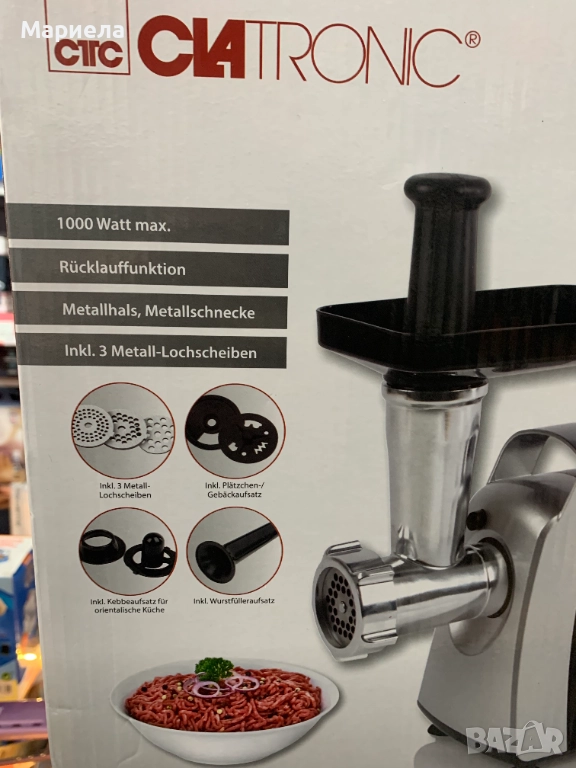 Мариела
CTC CLATRONIC®
1000 Watt max.
Rücklauffunktion
Metallhals, Metallschnecke
Inkl. 3 Metall-Lochscheiben
Inkl. 3 Metall-
Lochscheiben
Inkl. Plätzchen-/
Gebäckaufsatz
Inkl. Kebbeaufsatz für
orientalische Küche
Inkl. Wurstfülleraufsatz
BAZAR